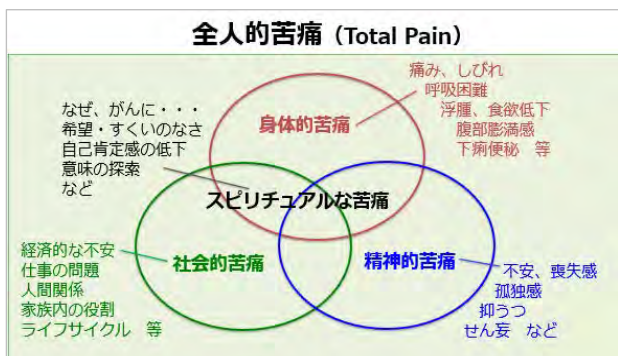 全人的苦痛（Total Pain）
痛み、しびれ
呼吸困難
浮腫、食欲低下
腹部膨満感
下痢便秘　等
身体的苦痛
なぜ、がんに・・・
希望・すくいのなさ
自己肯定感の低下
意味の探索
など
スピリチュアルな苦痛
社会的苦痛
精神的苦痛
経済的な不安
仕事の問題
人間関係
家族内の役割
ライフサイクル　等
不安、喪失感
孤独感
抑うつ
せん妄　など